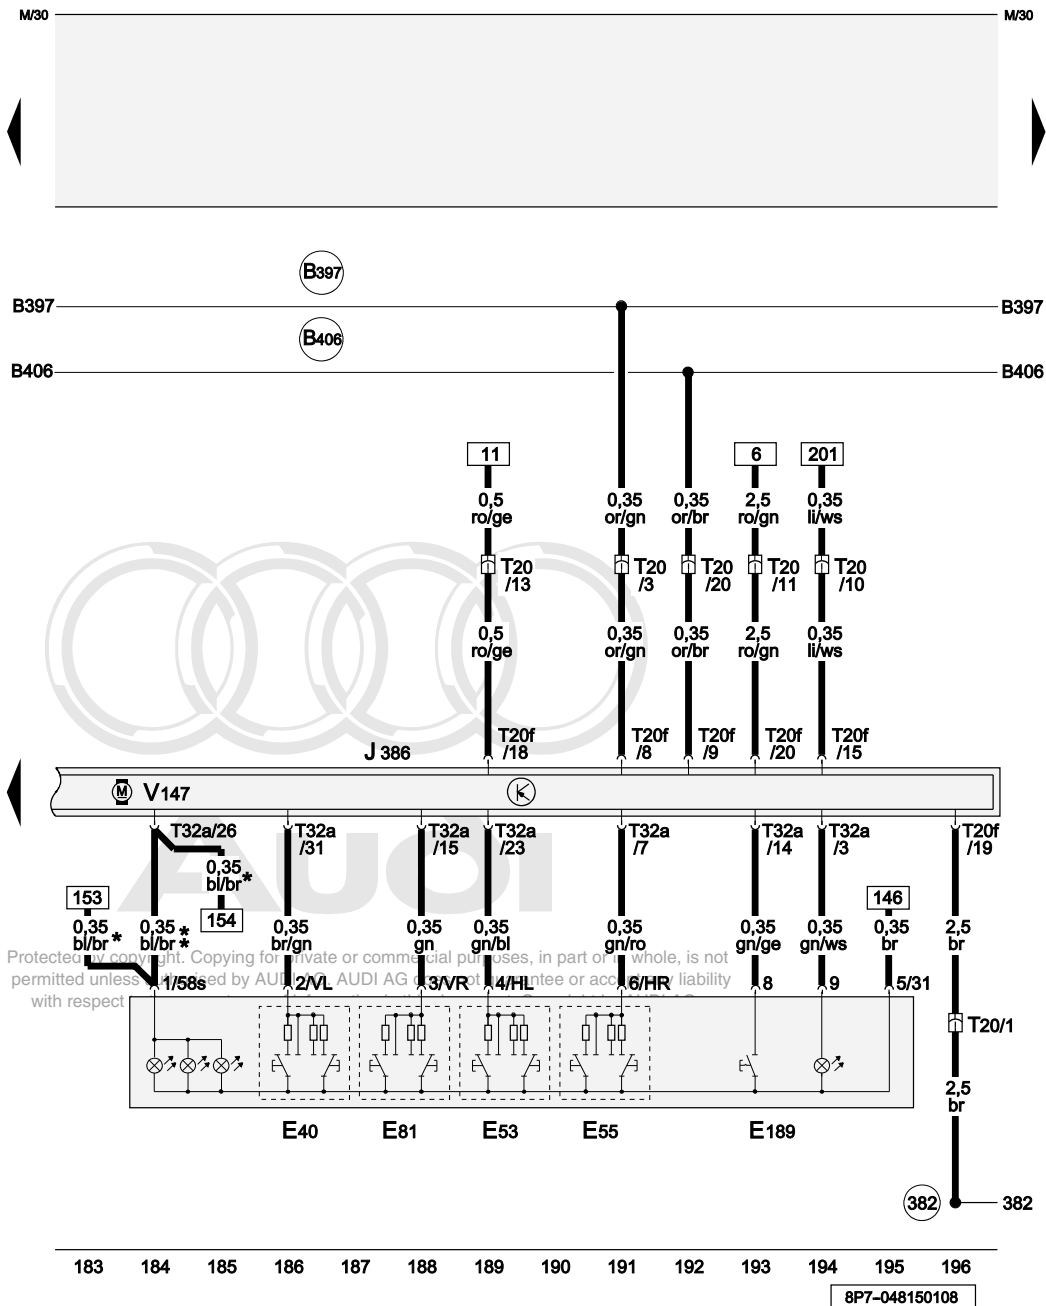 M/30 M/30
B397
B397 B397
B406
B406 B406
11 6 201
0,5 0,35 0,35 2,5 0,35
ro/ge or/gn or/br ro/gn li/ws
T20 T20 T20 T20 T20
/13 /3 /20 /11 /10
0,5 0,35 0,35 2,5 0,35
ro/ge or/gn or/br ro/gn li/ws
J 386 T20f T20f T20f T20f T20f
/18 /8 /9 /20 /15
M V147
T32a/26 T32a T32a T32a T32a T32a T32a T20f
/31 /15 /23 /7 /14 /3 /19
AUDI
0,35
bl/br*
153 154 146
0,35 0,35 0,35 0,35 0,35 0,35 0,35 0,35 0,35 2,5
bl/br * bl/br ** br/gn gn gn/bl gn/ro gn/ge gn/ws br br
Protected by copyright. Copying for private or commercial purposes, in part or in whole, is not
permitted unless authorised by AUDI AG. AUDI AG does not guarantee or accept any liability
with respect
1/58s 2/VL 3/VR 4/HL 6/HR 8 9 5/31
T20/1
2,5
br
E40 E81 E53 E55 E189
382 382
183 184 185 186 187 188 189 190 191 192 193 194 195 196
8P7-048150108